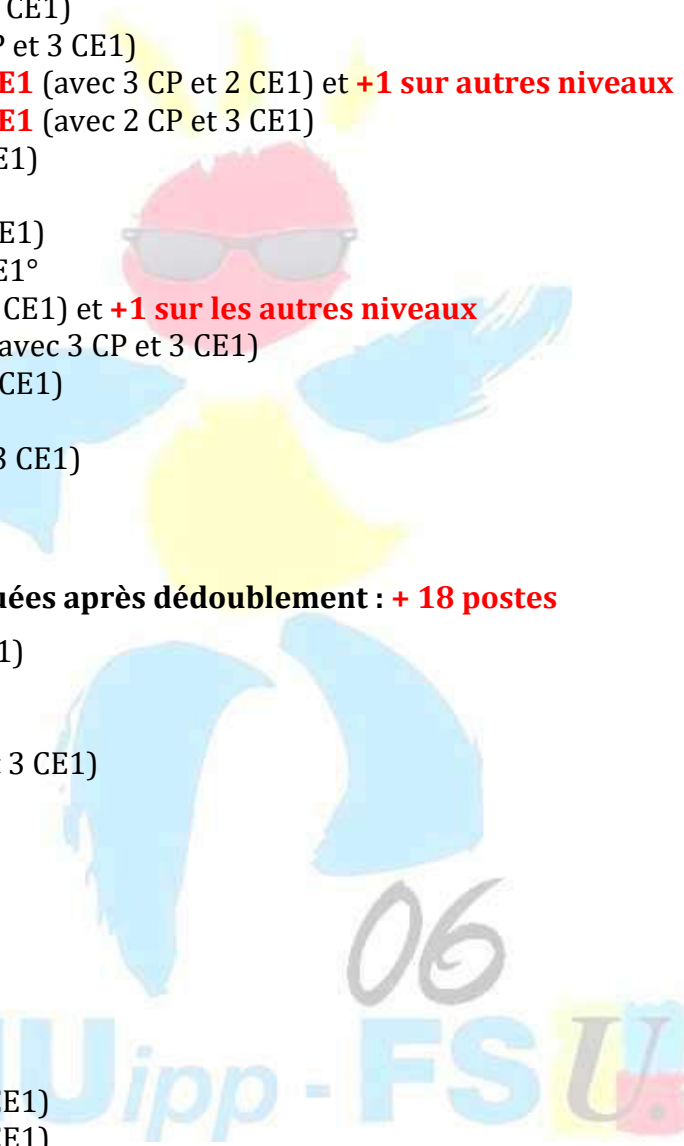 CE1)
P et 3 CE1)
E1 (avec 3 CP et 2 CE1) et +1 sur autres niveaux
E1 (avec 2 CP et 3 CE1)
E1)
E1)
E1°
CE1) et +1 sur les autres niveaux
avec 3 CP et 3 CE1)
CE1)
3 CE1)
uées après dédoublement : + 18 postes
1)
t 3 CE1)
06
Uipp - FSU.
CE1)
CE1)